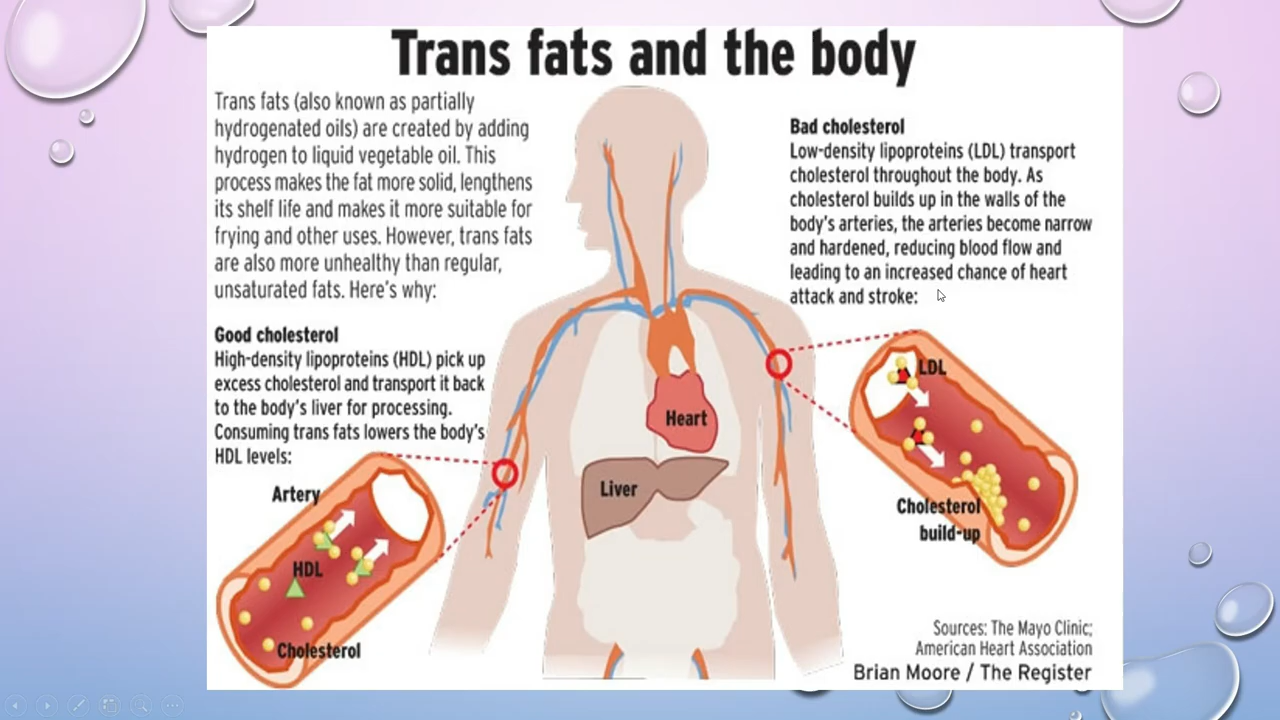 Trans fats and the body
Trans fats (also known as partially
hydrogenated oils) are created by adding
hydrogen to liquid vegetable oil. This
process makes the fat more solid, lengthens
its shelf life and makes it more suitable for
frying and other uses. However, trans fats
are also more unhealthy than regular,
unsaturated fats. Here's why:
Good cholesterol
High-density lipoproteins (HDL) pick up
excess cholesterol and transport it back
to the body's liver for processing.
Consuming trans fats lowers the body's
HDL levels:
Artery
HDL
Cholesterol
Heart
Liver
Bad cholesterol
Low-density lipoproteins (LDL) transport
cholesterol throughout the body. As
cholesterol builds up in the walls of the
body's arteries, the arteries become narrow
and hardened, reducing blood flow and
leading to an increased chance of heart
attack and stroke:
LDL
Cholesterol
build-up
Sources: The Mayo Clinic;
American Heart Association
Brian Moore / The Register